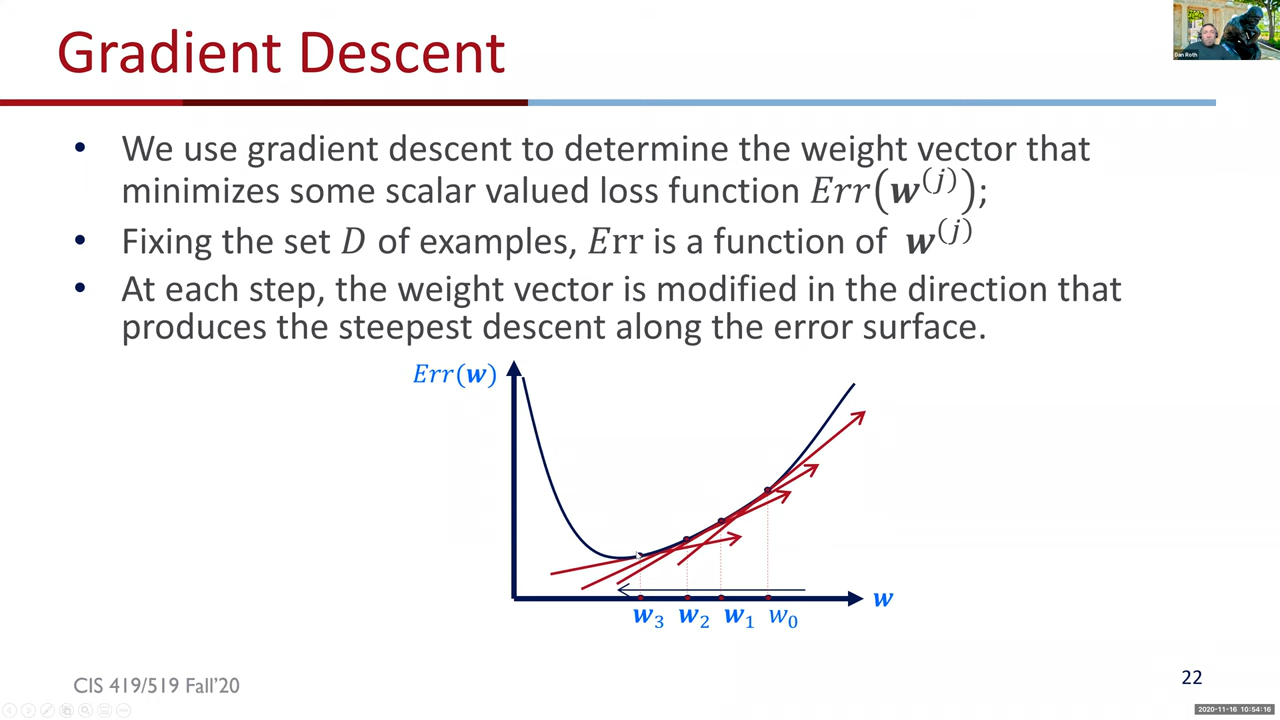 Gradient Descent
Dan Roth
• We use gradient descent to determine the weight vector that
minimizes some scalar valued loss function Err(w^(j));
• Fixing the set D of examples, Err is a function of w^(j)
• At each step, the weight vector is modified in the direction that
produces the steepest descent along the error surface.
Err(w)
w
w₃ w₂ w₁ w₀
CIS 419/519 Fall'20
22
2020-11-16 10:54:16